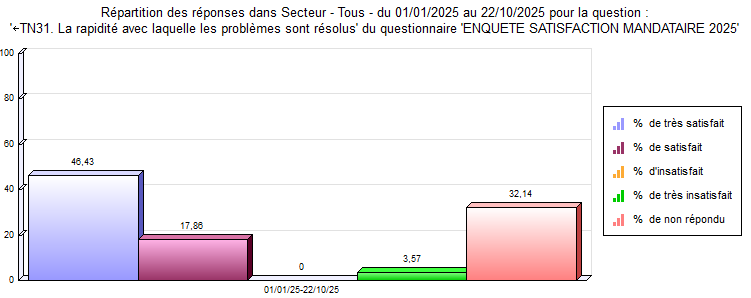 Répartition des réponses dans Secteur - Tous - du 01/01/2025 au 22/10/2025 pour la question :
'+TN31. La rapidité avec laquelle les problèmes sont résolus' du questionnaire 'ENQUETE SATISFACTION MANDATAIRE 2025'
100
80
60
40
20
0
46,43
17,86
0
3,57
32,14
01/01/25-22/10/25
% de très satisfait
% de satisfait
% d'insatisfait
% de très insatisfait
% de non répondu